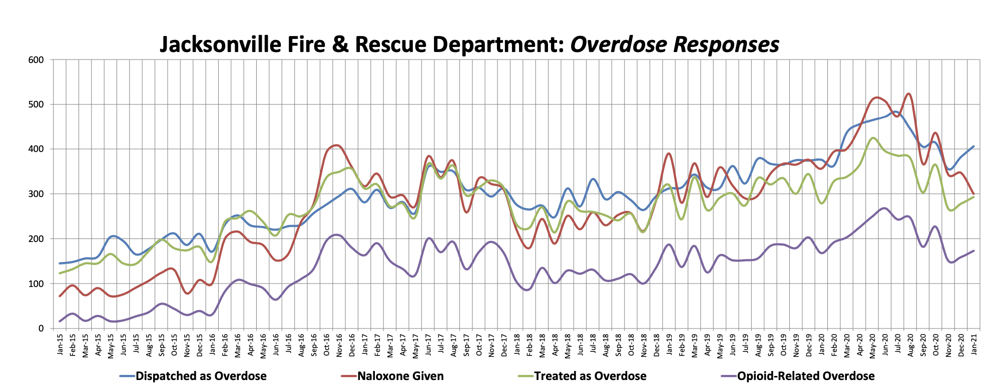 Jacksonville Fire & Rescue Department: Overdose Responses
600
500
400
300
200
100
0
Jan-15
Feb-15
Mar-15
Apr-15
May-15
Jun-15
Jul-15
Aug-15
Sep-15
Oct-15
Nov-15
Dec-15
Jan-16
Feb-16
Mar-16
Apr-16
May-16
Jun-16
Jul-16
Aug-16
Sep-16
Oct-16
Nov-16
Dec-16
Jan-17
Feb-17
Mar-17
Apr-17
May-17
Jun-17
Jul-17
Aug-17
Sep-17
Oct-17
Nov-17
Dec-17
Jan-18
Feb-18
Mar-18
Apr-18
May-18
Jun-18
Jul-18
Aug-18
Sep-18
Oct-18
Nov-18
Dec-18
Jan-19
Feb-19
Mar-19
Apr-19
May-19
Jun-19
Jul-19
Aug-19
Sep-19
Oct-19
Nov-19
Dec-19
Jan-20
Feb-20
Mar-20
Apr-20
May-20
Jun-20
Jul-20
Aug-20
Sep-20
Oct-20
Nov-20
Dec-20
Jan-21
Dispatched as Overdose
Naloxone Given
Treated as Overdose
Opioid-Related Overdose